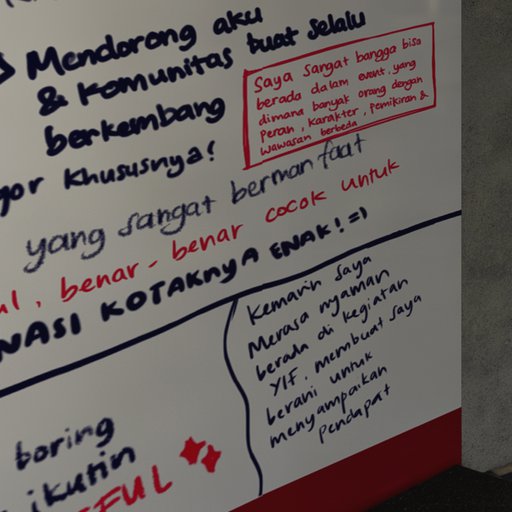 Mendorong aku
& komunitas buat selalu
berkembang
khususnya!
Saya sangat bangga bisa
berada dalam event, yang
dimana banyak orang dengan
peran, karakter, pemikiran &
wawasan berbeda
yang sangat bermanfaat
benar-benar cocok untuk
NASI KOTAKNYA ENAK! =)
Kemarin saya
Merasa nyaman
berada di kegiatan
YIF, membuat saya
berani untuk
menyampaikan
pendapat
boring
ikutin